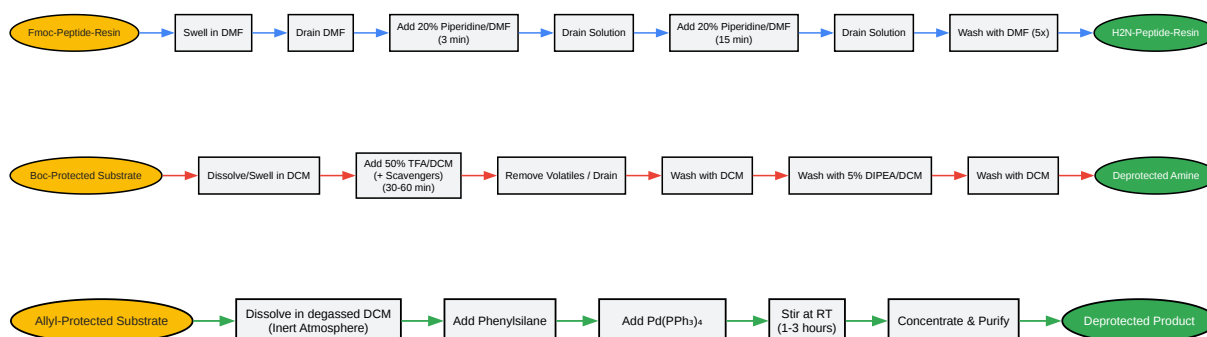 Fmoc-Peptide-Resin
Swell in DMF
Drain DMF
Add 20% Piperidine/DMF
(3 min)
Drain Solution
Add 20% Piperidine/DMF
(15 min)
Drain Solution
Wash with DMF (5x)
H2N-Peptide-Resin
Boc-Protected Substrate
Dissolve/Swell in DCM
Add 50% TFA/DCM
(+ Scavengers)
(30-60 min)
Remove Volatiles / Drain
Wash with DCM
Wash with 5% DIPEA/DCM
Wash with DCM
Deprotected Amine
Allyl-Protected Substrate
Dissolve in degassed DCM
(Inert Atmosphere)
Add Phenylsilane
Add Pd(PPh₃)₄
Stir at RT
(1-3 hours)
Concentrate & Purify
Deprotected Product